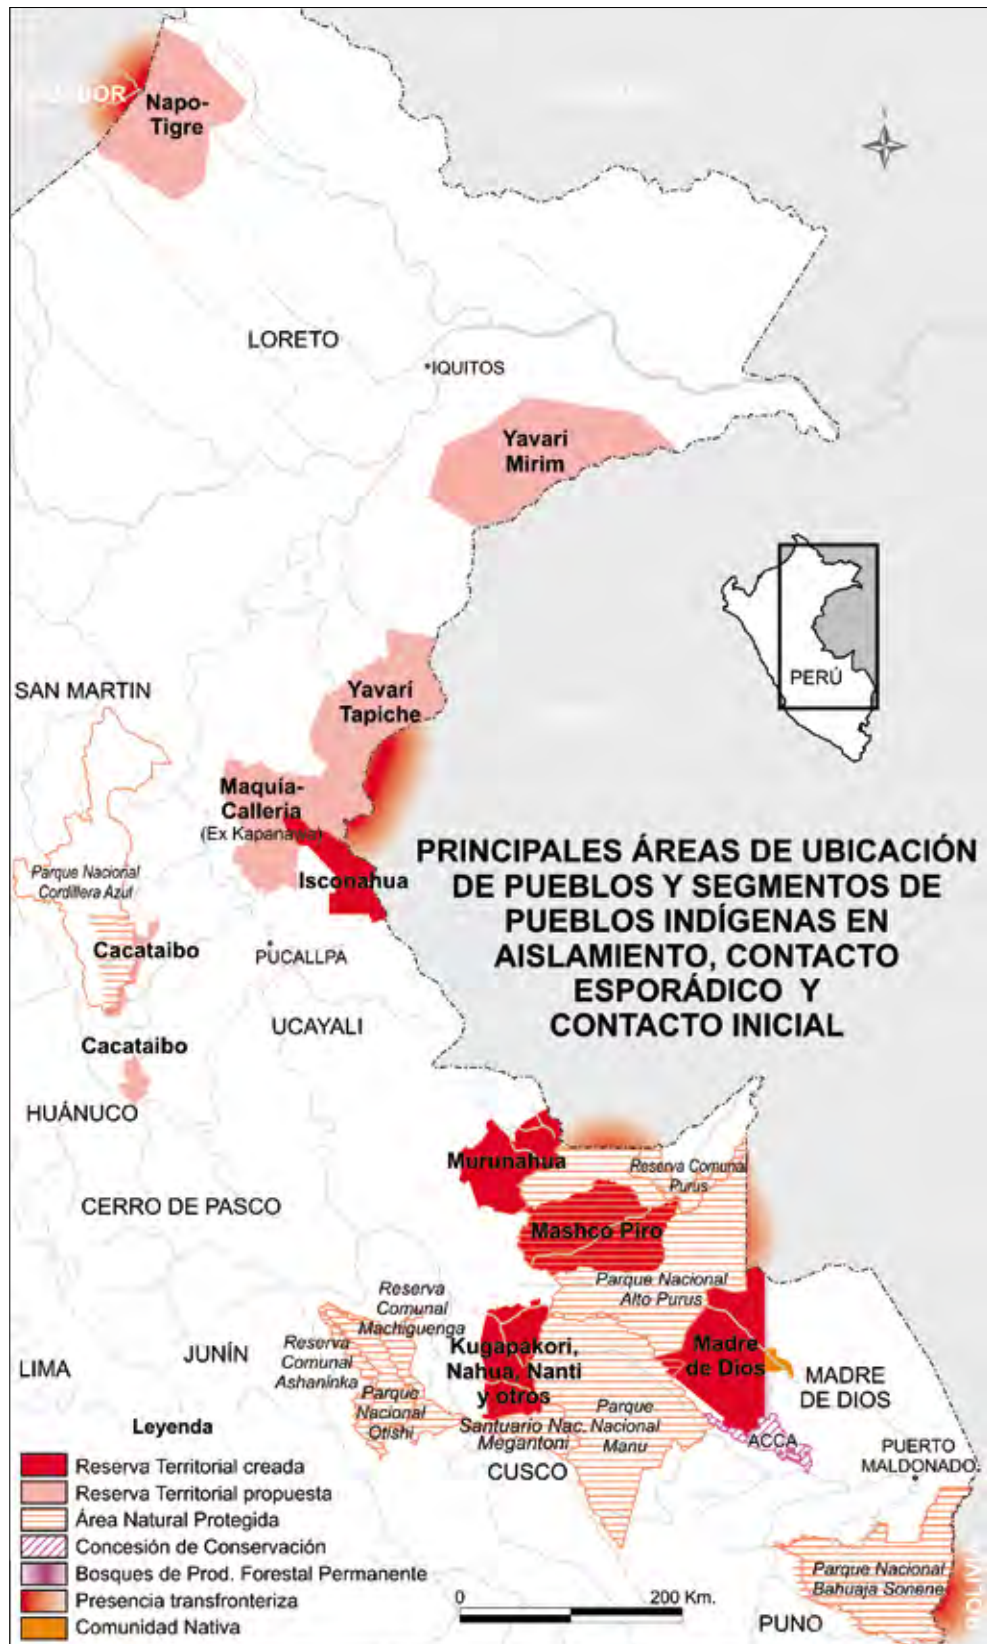 Napo-
Tigre
LORETO
IQUITOS
Yavari
Mirim
PERÚ
SAN MARTIN
Yavarí
Tapiche
Maquía-
Calleria
(Ex Kapanawa)
Isconahua
PRINCIPALES ÁREAS DE UBICACIÓN
DE PUEBLOS Y SEGMENTOS DE
PUEBLOS INDÍGENAS EN
AISLAMIENTO, CONTACTO
ESPORÁDICO Y
CONTACTO INICIAL
Parque Nacional
Cordillera Azul
Cacataibo
PUCALLPA
UCAYALI
Cacataibo
HUÁNUCO
Murunahua
Reserva Comunal
Purus
CERRO DE PASCO
Mashco Piro
Parque Nacional
Alto Purus
Reserva
Comunal
Machiguenga
Reserva
Comunal
Ashaninka
Parque
Nacional
Otishi
JUNÍN
LIMA
Kugapakori,
Nahua, Nanti
y otros
Madre
de Dios
MADRE
DE DIOS
Santuario Nac.
Megantoni
Parque
Nacional
Manu
ACCA
CUSCO
PUERTO
MALDONADO
Parque Nacional
Bahuaja Sonene
PUNO
Leyenda
Reserva Territorial creada
Reserva Territorial propuesta
Área Natural Protegida
Concesión de Conservación
Bosques de Prod. Forestal Permanente
Presencia transfronteriza
Comunidad Nativa
0 200 Km.